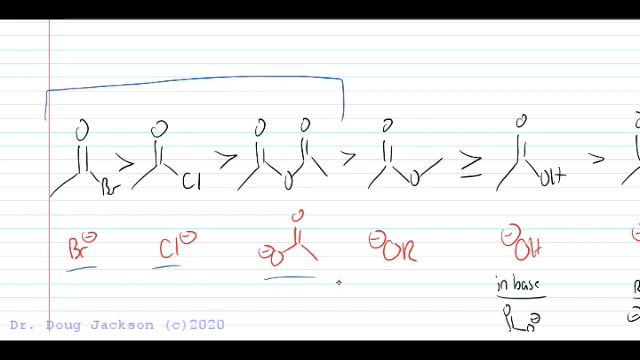 O O O O O O
Br > Cl > O > O ≥ OH >
O
Br⊖ Cl⊖ ⊖O ⊖OR ⊖OH
in base
Dr. Doug Jackson (c)2020